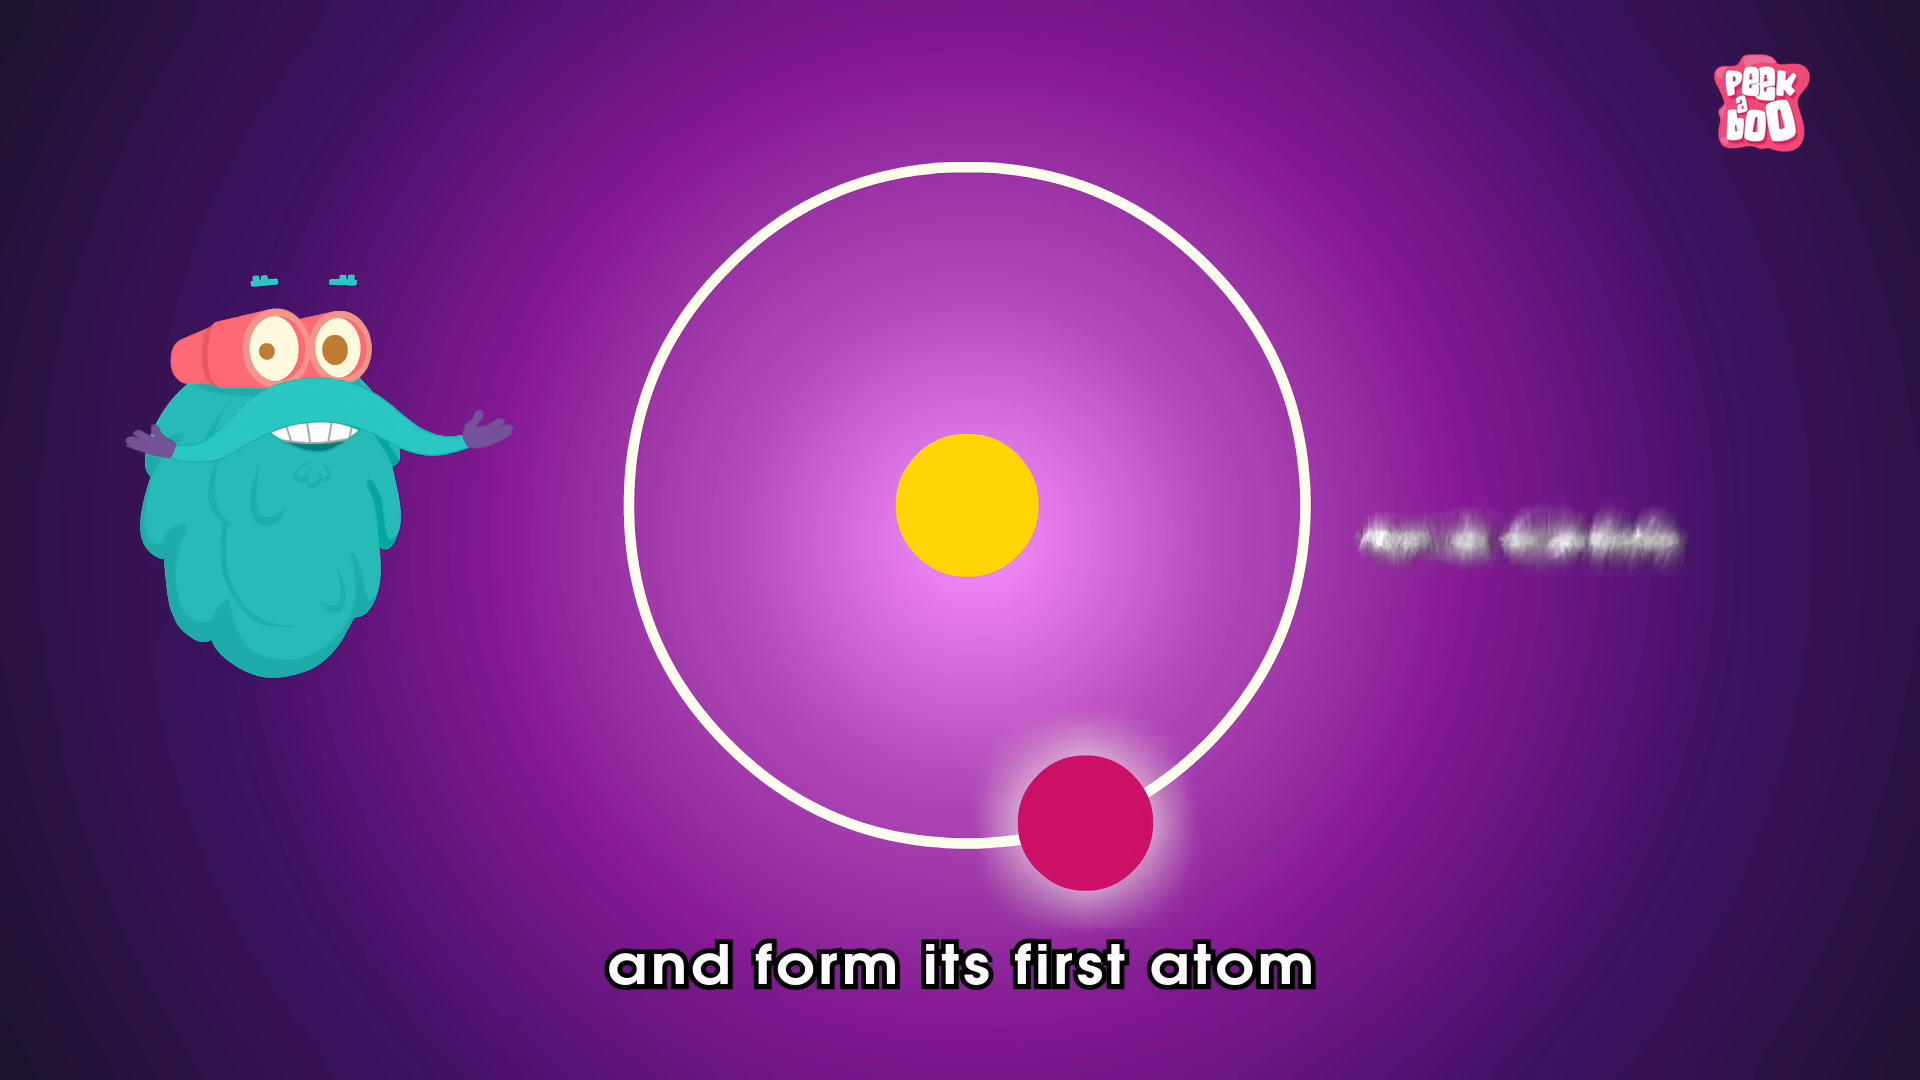 PEEK
a
boo
and form its first atom